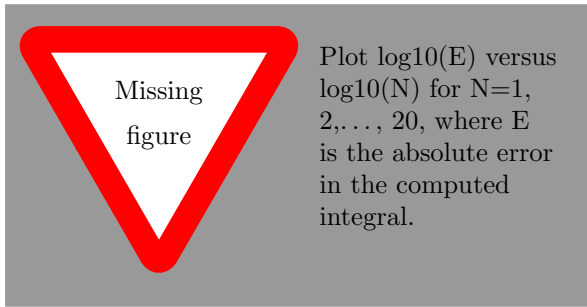 Missing
figure
Plot log10(E) versus
log10(N) for N=1,
2,..., 20, where E
is the absolute error
in the computed
integral.